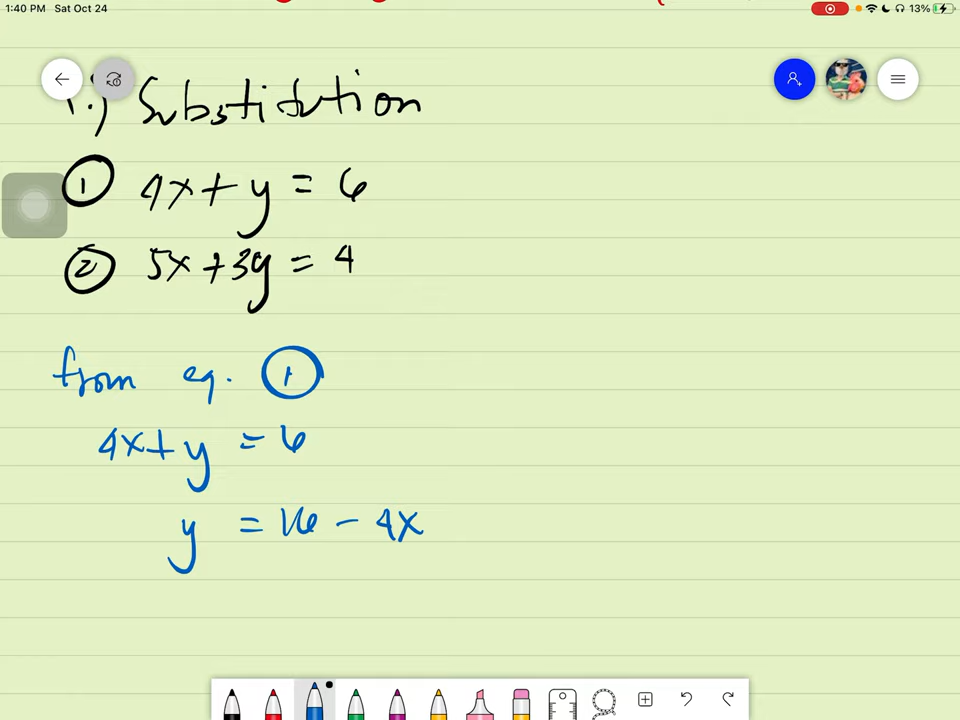 1:40 PM Sat Oct 24
13%
1.) Substitution
① 4x + y = 6
② 5x + 3y = 4
from eq. ①
4x + y = 6
y = 6 - 4x